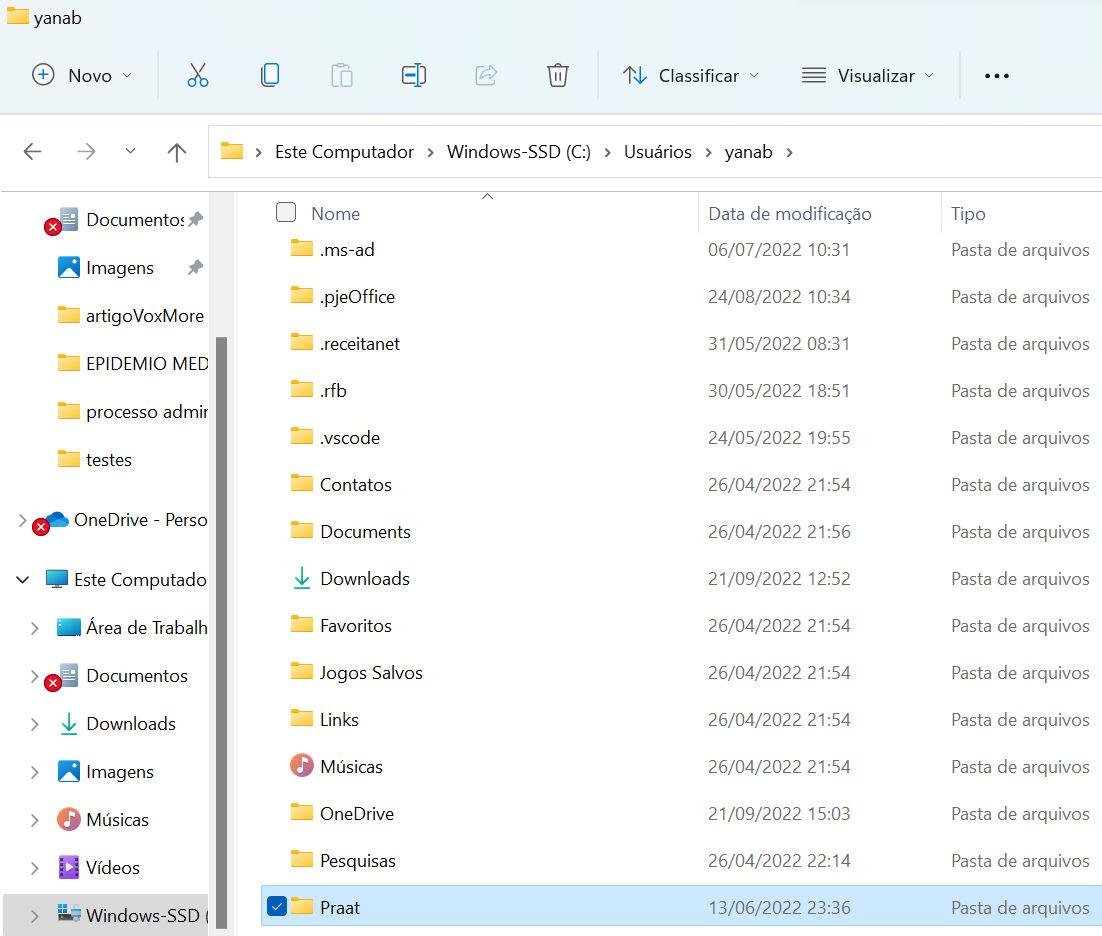 yanab
Novo
Classificar
Visualizar
Este Computador
Windows-SSD (C:)
Usuários
yanab
Documentos
Imagens
artigoVoxMore
EPIDEMIO MED
processo admin
testes
OneDrive - Perso
Este Computado
Área de Trabalh
Documentos
Downloads
Imagens
Músicas
Vídeos
Windows-SSD (
Nome Data de modificação Tipo
.ms-ad 06/07/2022 10:31 Pasta de arquivos
.pjeOffice 24/08/2022 10:34 Pasta de arquivos
.receitanet 31/05/2022 08:31 Pasta de arquivos
.rfb 30/05/2022 18:51 Pasta de arquivos
.vscode 24/05/2022 19:55 Pasta de arquivos
Contatos 26/04/2022 21:54 Pasta de arquivos
Documents 26/04/2022 21:56 Pasta de arquivos
Downloads 21/09/2022 12:52 Pasta de arquivos
Favoritos 26/04/2022 21:54 Pasta de arquivos
Jogos Salvos 26/04/2022 21:54 Pasta de arquivos
Links 26/04/2022 21:54 Pasta de arquivos
Músicas 26/04/2022 21:54 Pasta de arquivos
OneDrive 21/09/2022 15:03 Pasta de arquivos
Pesquisas 26/04/2022 22:14 Pasta de arquivos
Praat 13/06/2022 23:36 Pasta de arquivos